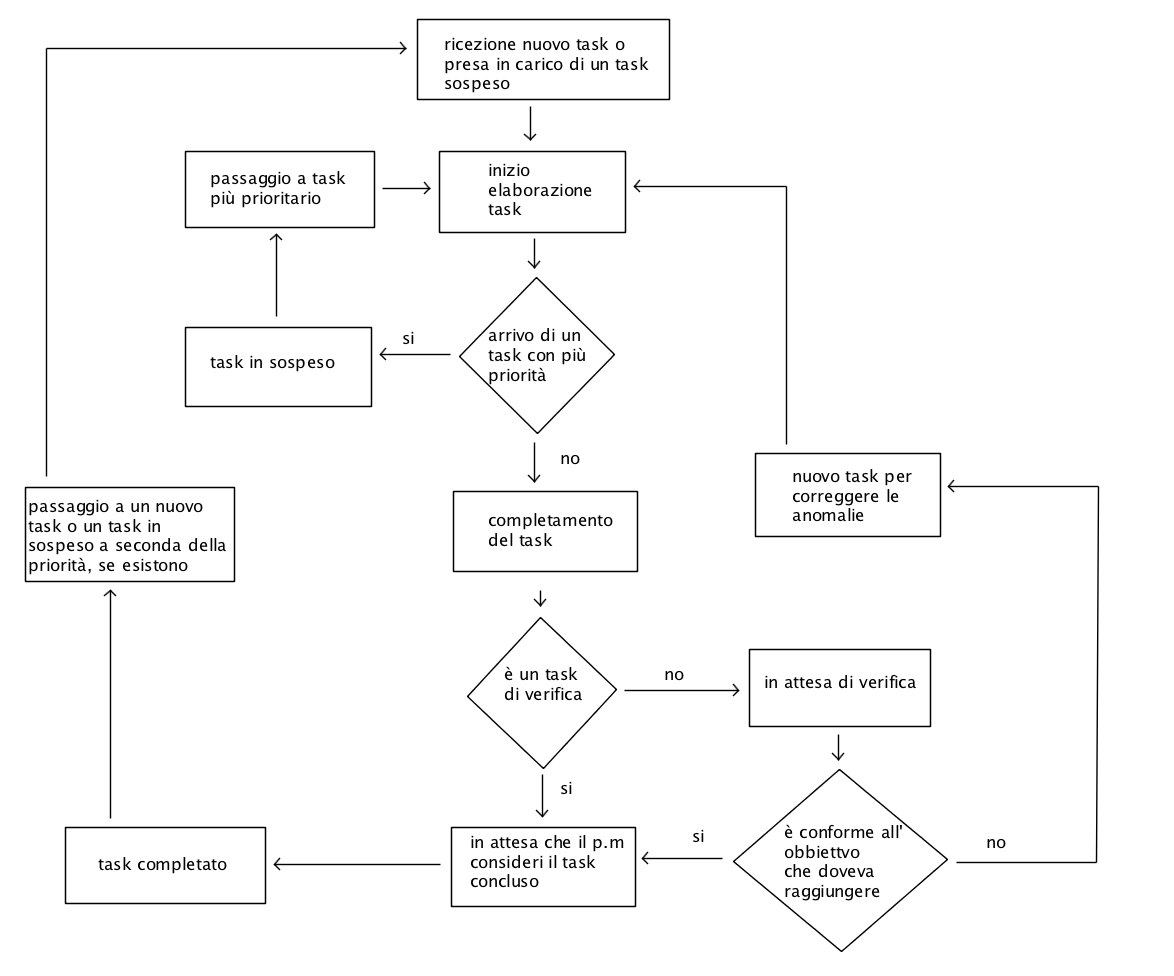 ricezione nuovo task o
presa in carico di un task
sospeso
passaggio a task
più prioritario
inizio
elaborazione
task
task in sospeso
si
arrivo di un
task con più
priorità
no
nuovo task per
correggere le
anomalie
passaggio a un nuovo
task o un task in
sospeso a seconda della
priorità, se esistono
completamento
del task
è un task
di verifica
no
in attesa di verifica
si
task completato
in attesa che il p.m
consideri il task
concluso
si
è conforme all'
obbiettvo
che doveva
raggiungere
no